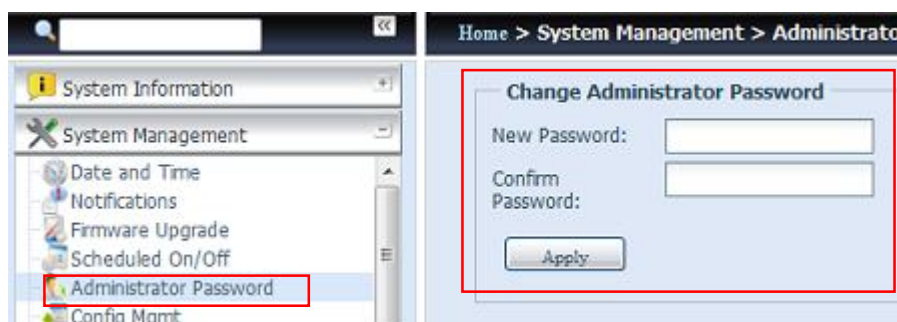 Home > System Management > Administrato
System Information
System Management
Date and Time
Notifications
Firmware Upgrade
Scheduled On/Off
Administrator Password
Config Mgmt
Change Administrator Password
New Password:
Confirm
Password:
Apply